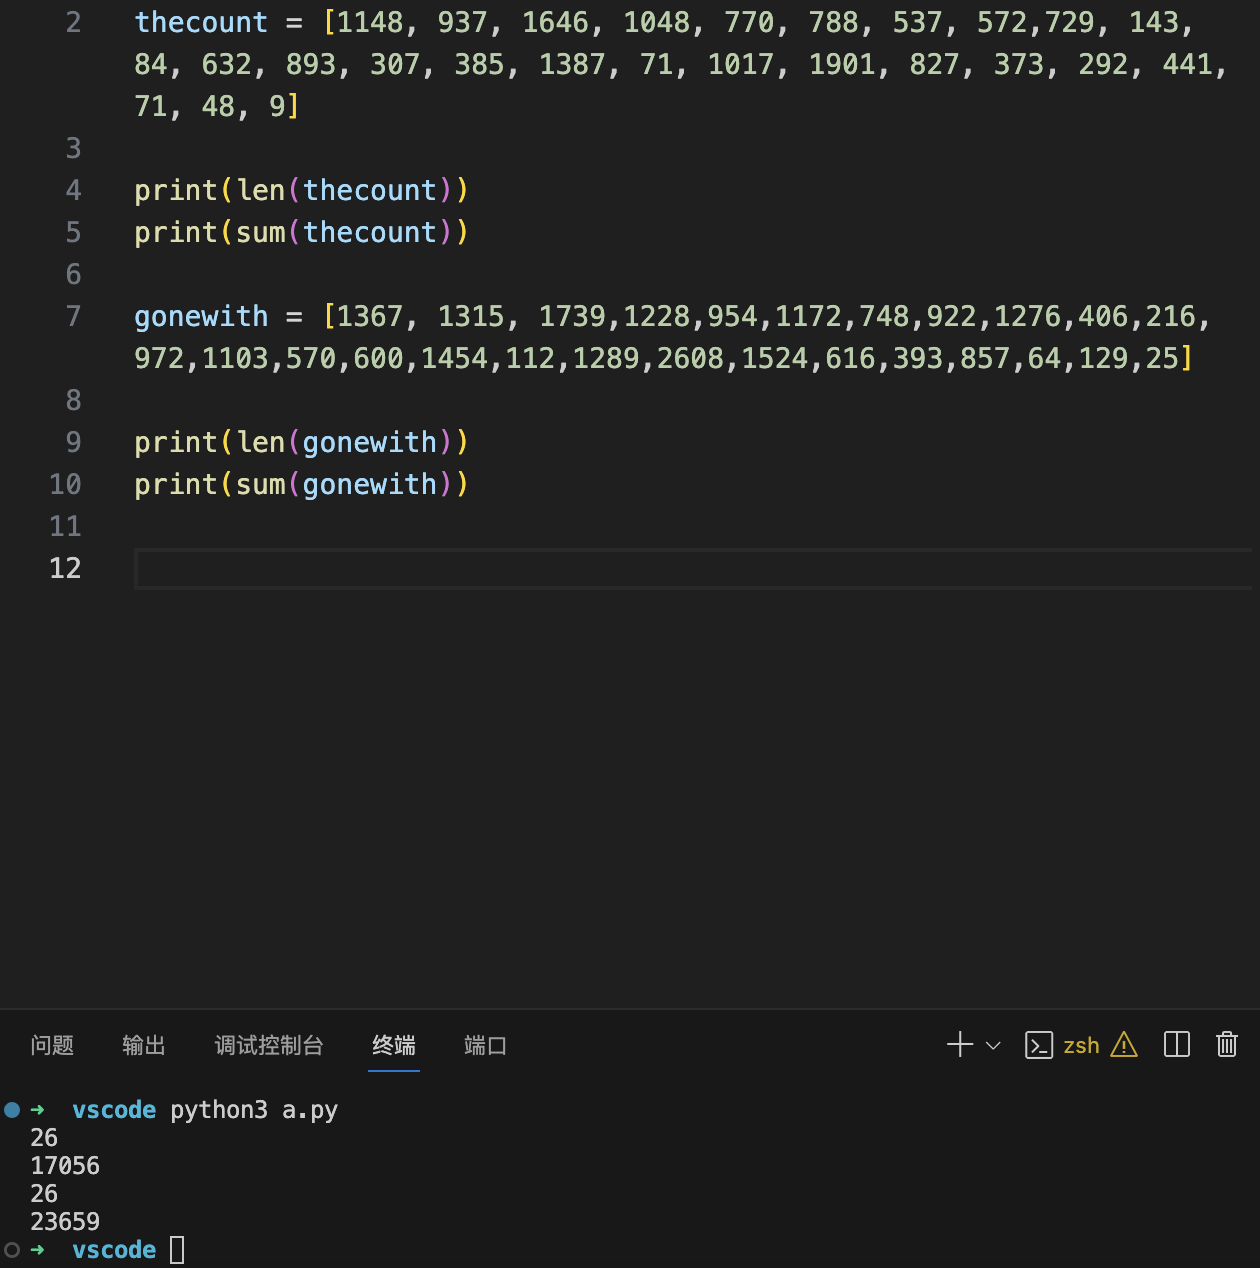 2 thecount = [1148, 937, 1646, 1048, 770, 788, 537, 572,729, 143,
84, 632, 893, 307, 385, 1387, 71, 1017, 1901, 827, 373, 292, 441,
71, 48, 9]
3
4 print(len(thecount))
5 print(sum(thecount))
6
7 gonewith = [1367, 1315, 1739,1228,954,1172,748,922,1276,406,216,
972,1103,570,600,1454,112,1289,2608,1524,616,393,857,64,129,25]
8
9 print(len(gonewith))
10 print(sum(gonewith))
11
12
问题 输出 调试控制台 终端 端口 zsh
➜ vscode python3 a.py
26
17056
26
23659
➜ vscode